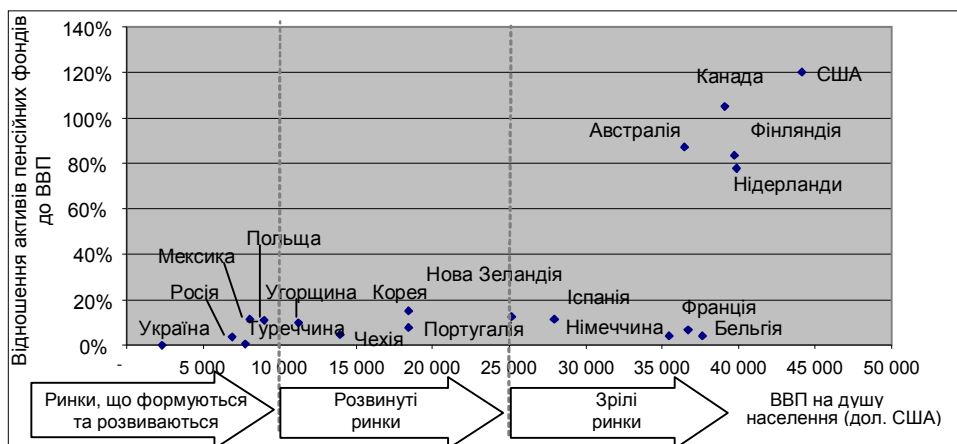 Відношення активів пенсійних фондів
до ВВП
140%
120%
100%
80%
60%
40%
20%
0%
США
Канада
Австралія
Фінляндія
Нідерланди
Польща
Мексика
Росія
Угорщина
Корея
Нова Зеландія
Іспанія
Франція
Україна
Туреччина
Чехія
Португалія
Німеччина
Бельгія
- 5 000 10 000 15 000 20 000 25 000 30 000 35 000 40 000 45 000 50 000
Ринки, що формуються
та розвиваються
Розвинуті
ринки
Зрілі
ринки
ВВП на душу
населення (дол. США)